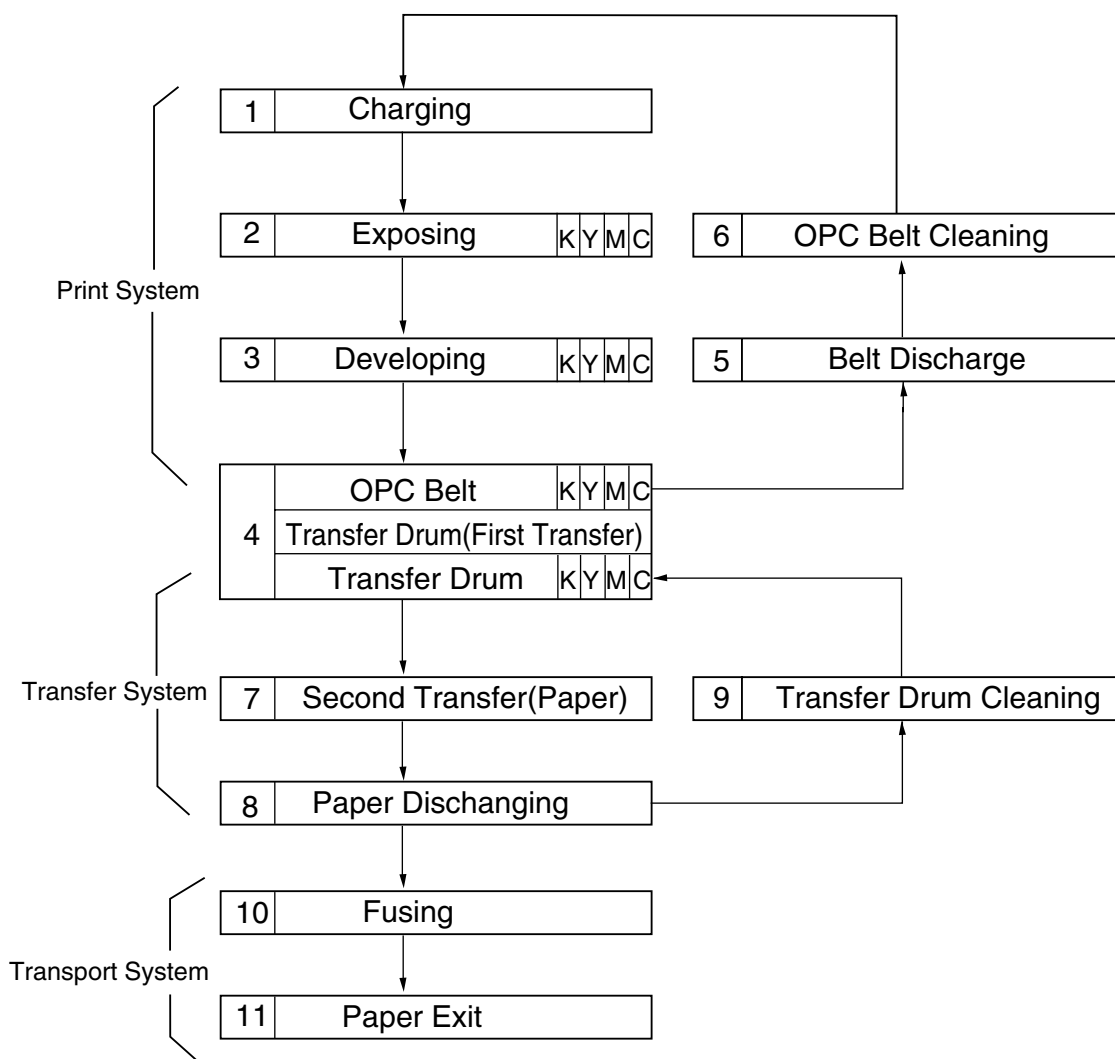 1 Charging
2 Exposing K Y M C
6 OPC Belt Cleaning
Print System
3 Developing K Y M C
5 Belt Discharge
4
OPC Belt K Y M C
Transfer Drum(First Transfer)
Transfer Drum K Y M C
Transfer System
7 Second Transfer(Paper)
9 Transfer Drum Cleaning
8 Paper Dischanging
10 Fusing
Transport System
11 Paper Exit